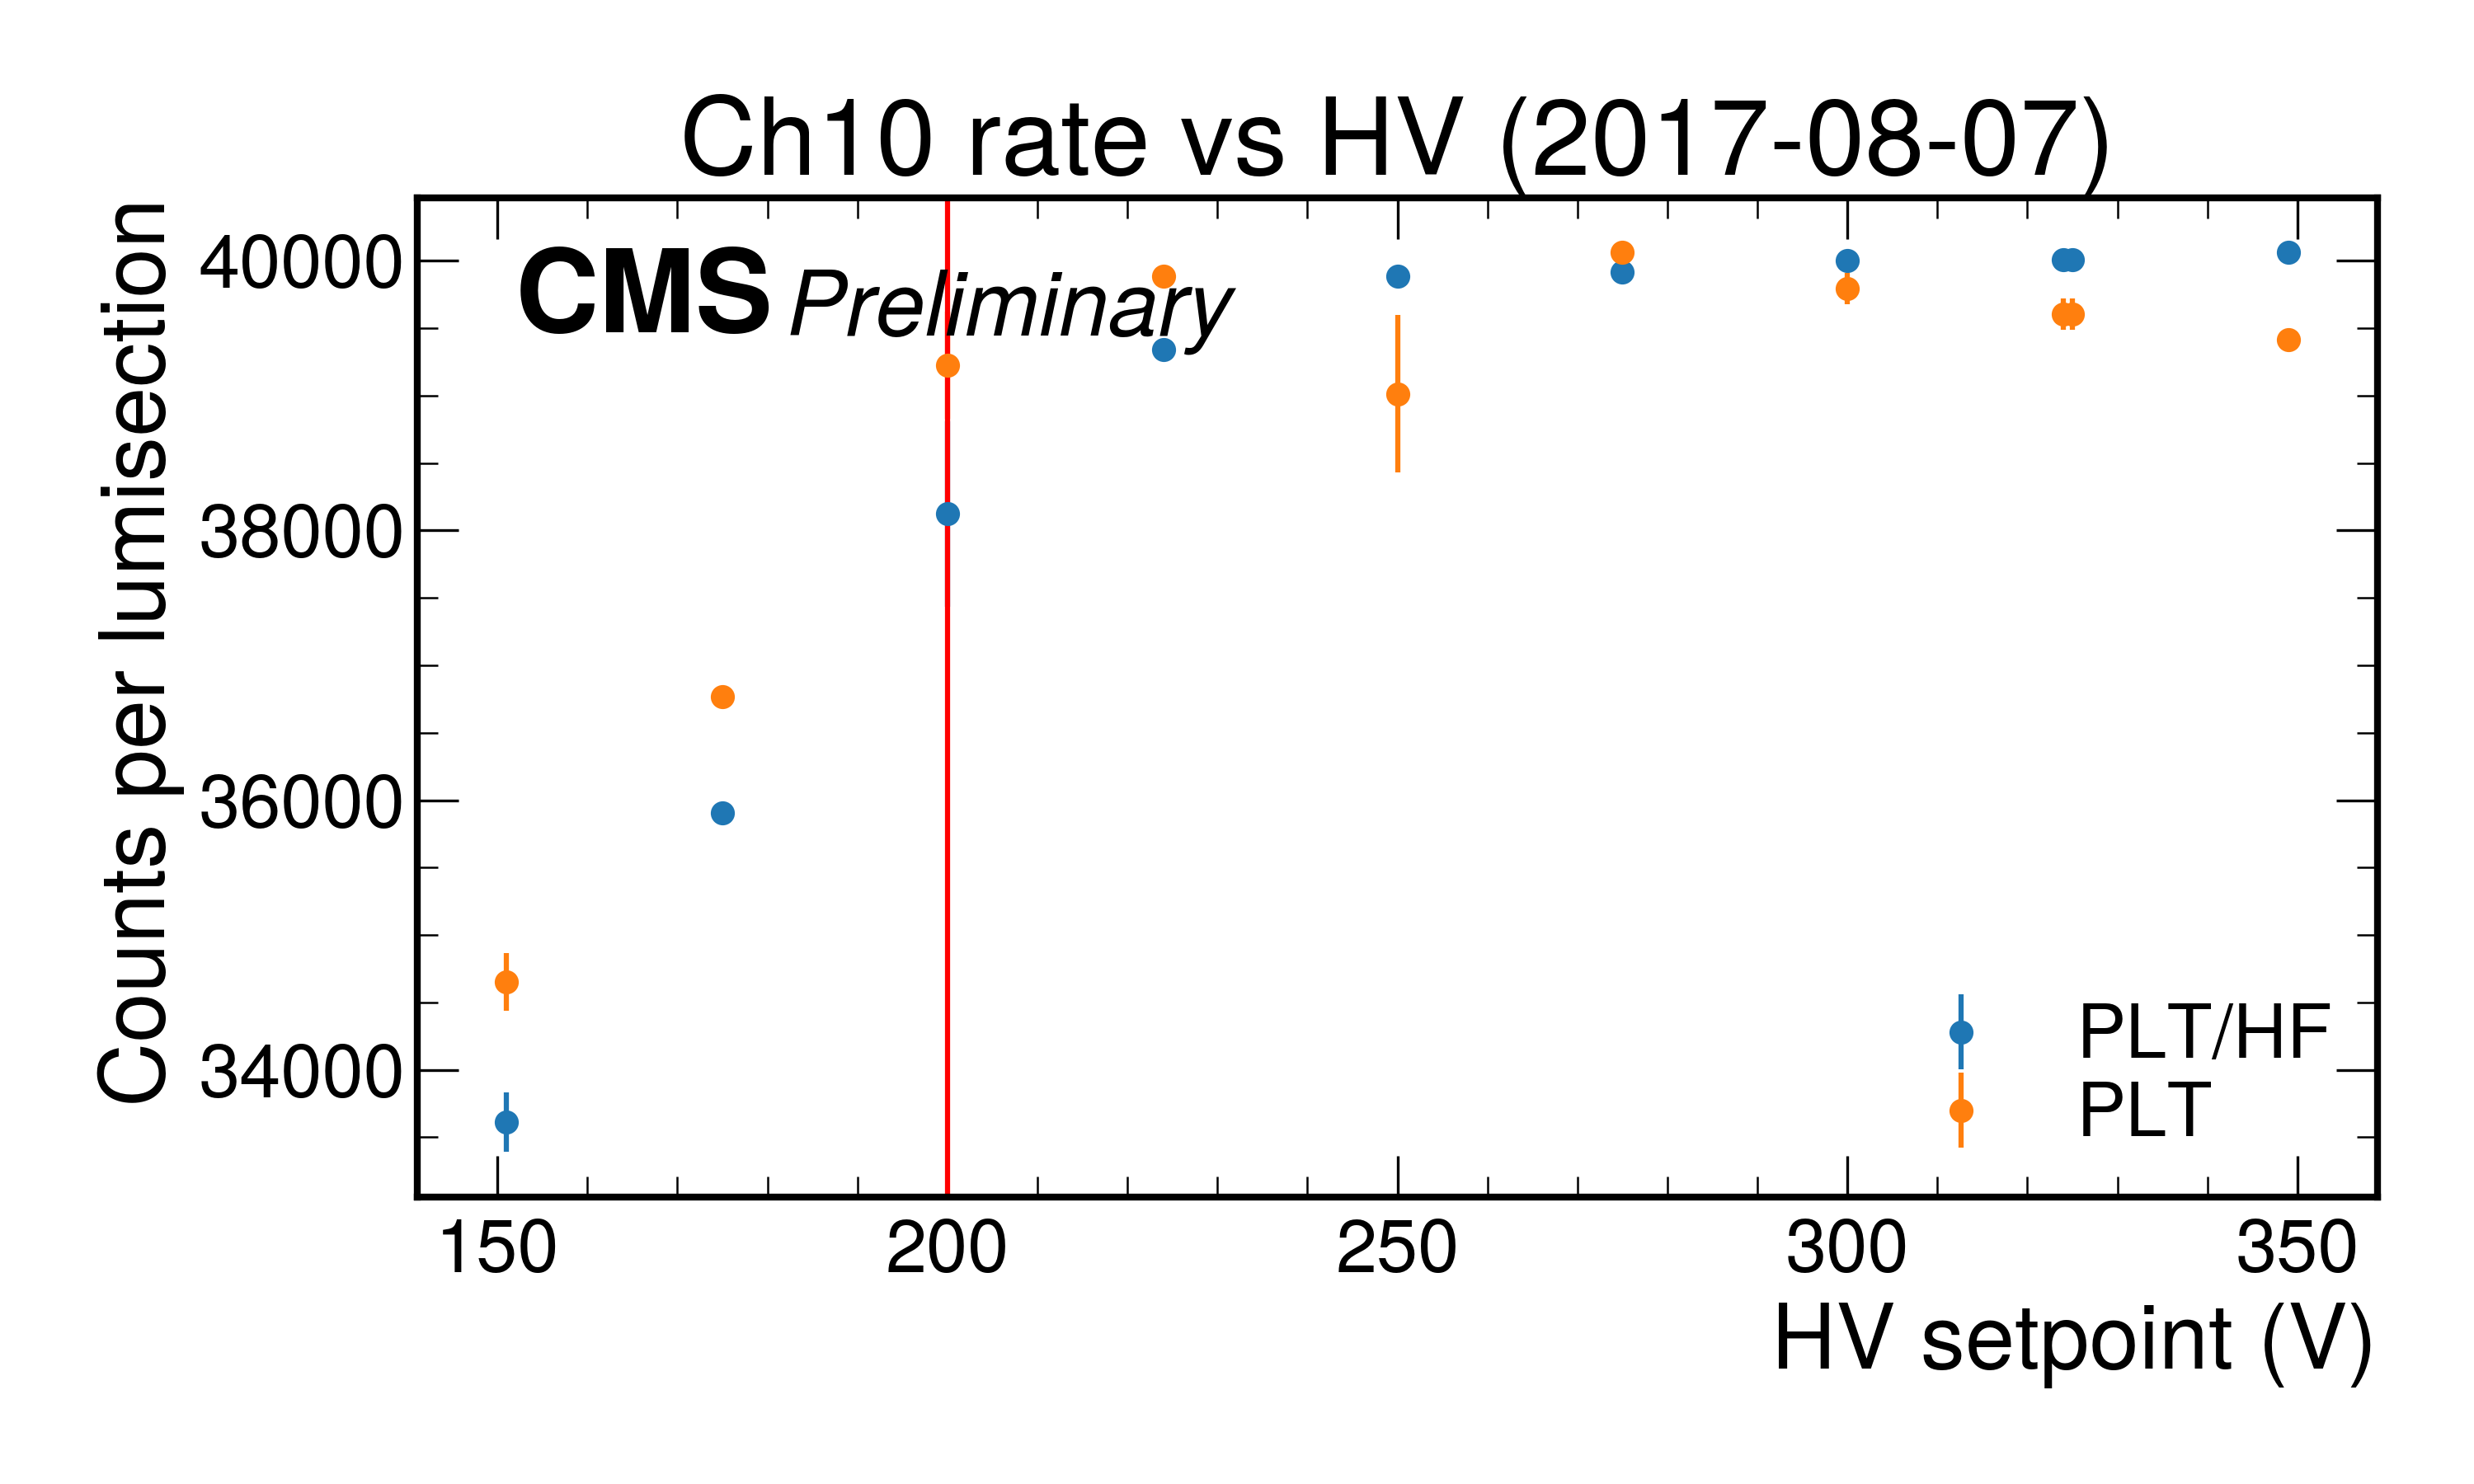 Ch10 rate vs HV (2017-08-07)
CMS Preliminary
Counts per lumisection
40000
38000
36000
34000
PLT/HF
PLT
150 200 250 300 350
HV setpoint (V)